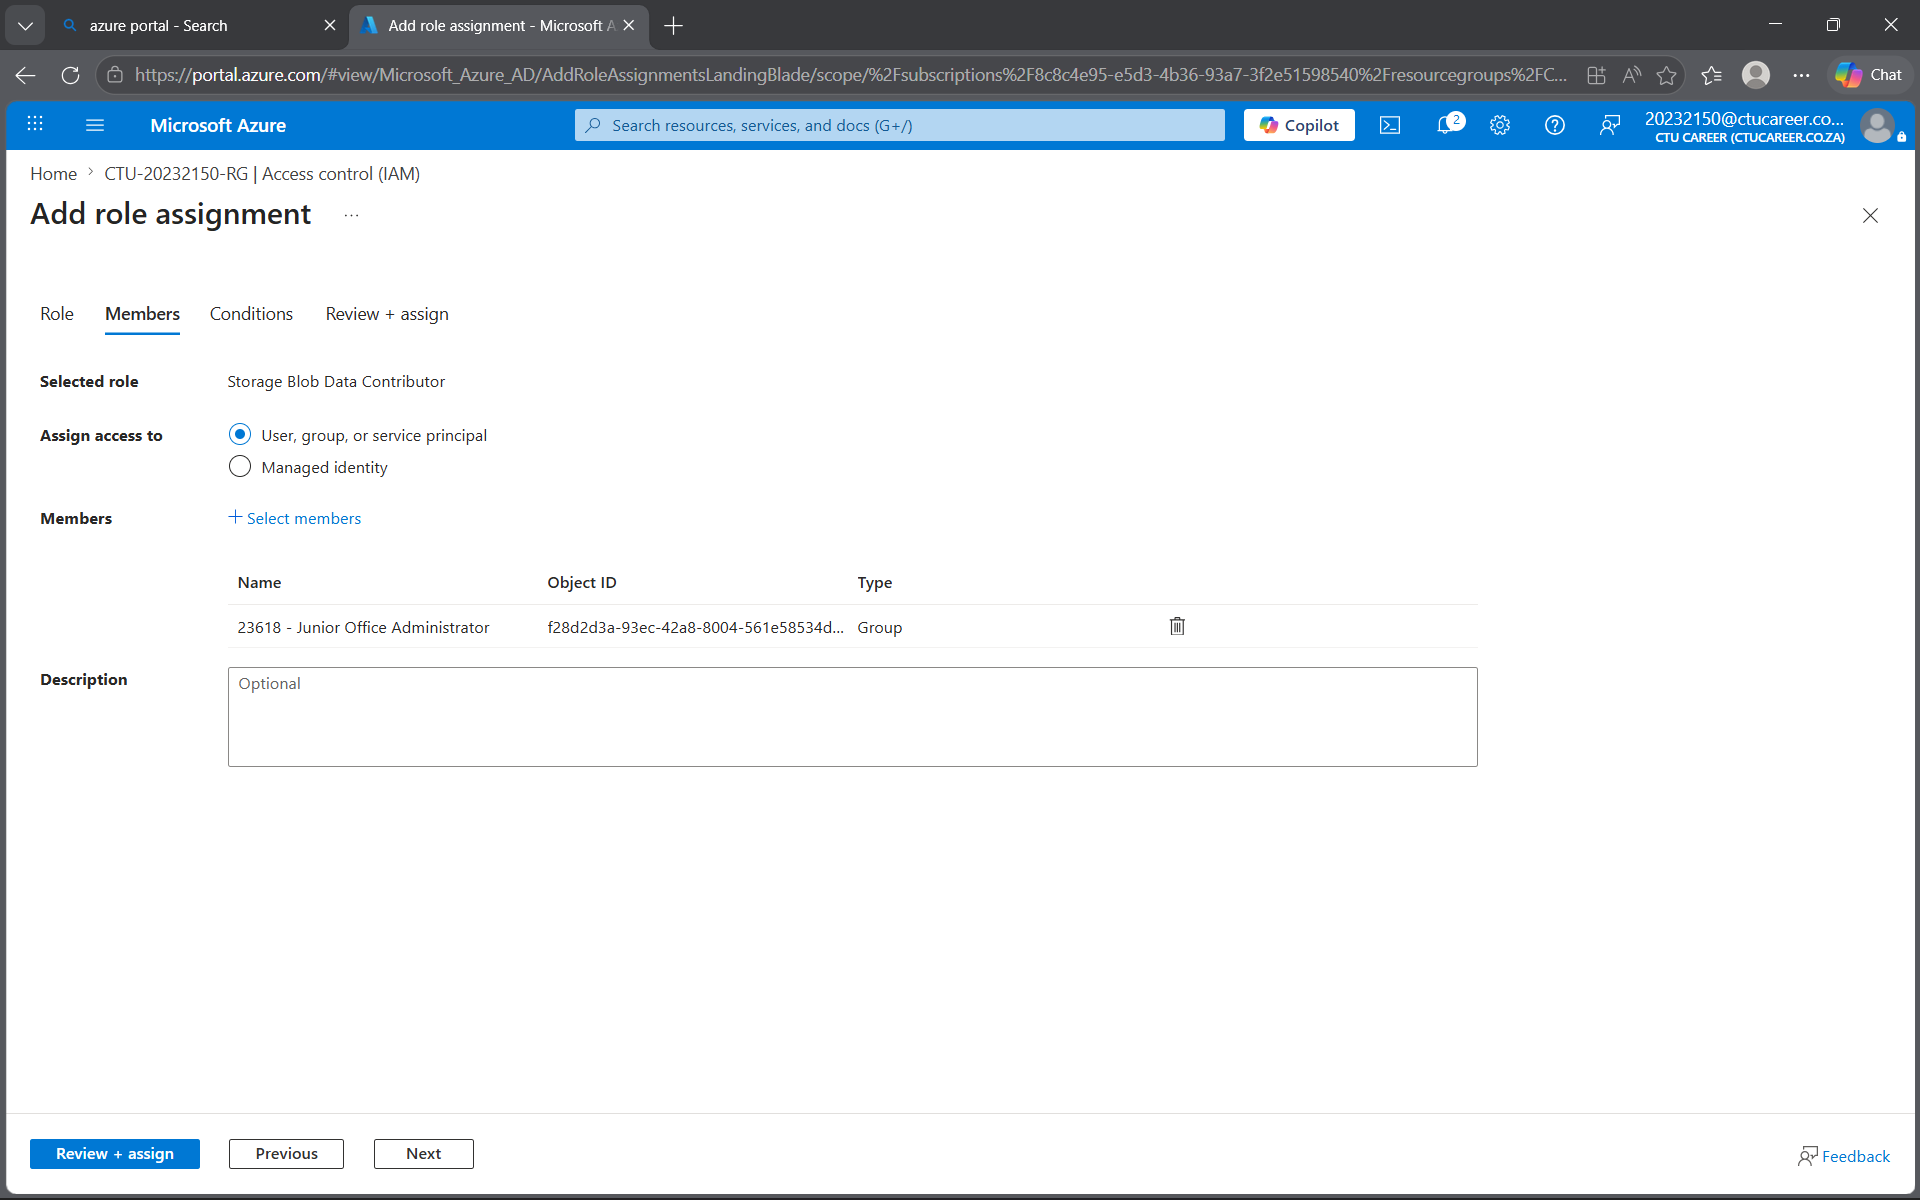 azure portal - Search
Add role assignment - Microsoft A
https://portal.azure.com/#view/Microsoft_Azure_AD/AddRoleAssignmentsLandingBlade/scope/%2Fsubscriptions%2F8c8c4e95-e5d3-4b36-93a7-3f2e51598540%2Fresourcegroups%2FC...
Chat
Microsoft Azure
Search resources, services, and docs (G+/)
Copilot
2
20232150@ctucareer.co...
CTU CAREER (CTUCAREER.CO.ZA)
Home > CTU-20232150-RG | Access control (IAM)
Add role assignment ...
Role Members Conditions Review + assign
Selected role Storage Blob Data Contributor
Assign access to User, group, or service principal
Managed identity
Members + Select members
Name Object ID Type
23618 - Junior Office Administrator f28d2d3a-93ec-42a8-8004-561e58534d... Group
Description Optional
Review + assign Previous Next
Feedback